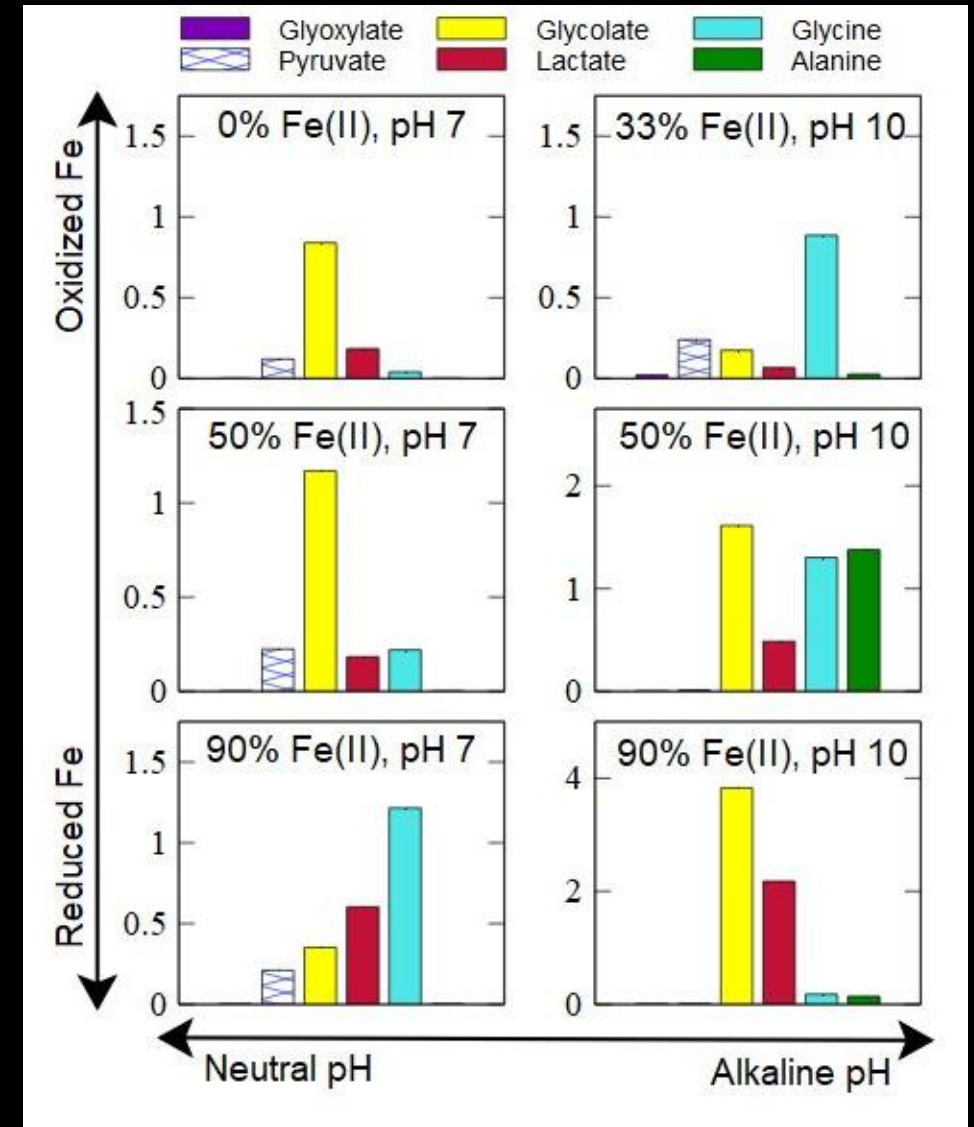 Glyoxylate Glycolate Glycine
Pyruvate Lactate Alanine
Oxidized Fe
Reduced Fe
0% Fe(II), pH 7
1.5
1
0.5
0
33% Fe(II), pH 10
1.5
1
0.5
0
50% Fe(II), pH 7
1.5
1
0.5
0
50% Fe(II), pH 10
2
1
0
90% Fe(II), pH 7
1.5
1
0.5
0
90% Fe(II), pH 10
4
2
0
Neutral pH Alkaline pH